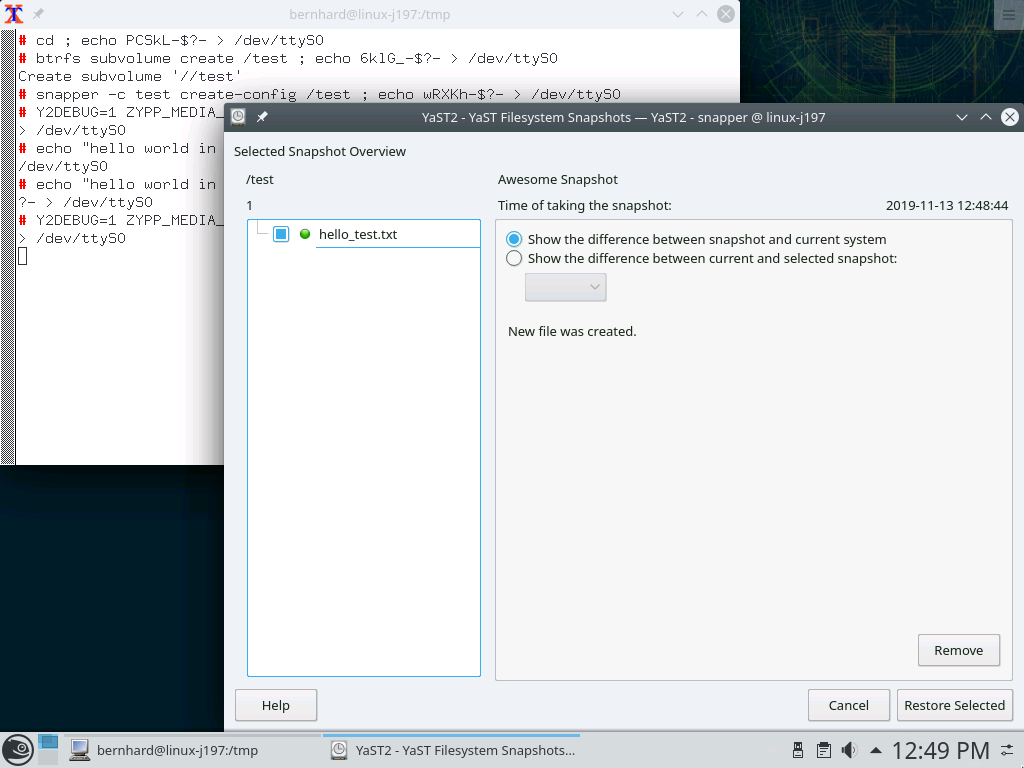 bernhard@linux-j197:/tmp
# cd ; echo PCSkL-$?- > /dev/ttyS0
# btrfs subvolume create /test ; echo 6klG_-$?- > /dev/ttyS0
Create subvolume '//test'
# snapper -c test create-config /test ; echo wRXKh-$?- > /dev/ttyS0
# Y2DEBUG=1 ZYPP_MEDIA_
> /dev/ttyS0
# echo "hello world in
/dev/ttyS0
# echo "hello world in
?- > /dev/ttyS0
# Y2DEBUG=1 ZYPP_MEDIA_
> /dev/ttyS0
YaST2 - YaST Filesystem Snapshots — YaST2 - snapper @ linux-j197
Selected Snapshot Overview
/test
Awesome Snapshot
1
Time of taking the snapshot:
2019-11-13 12:48:44
hello_test.txt
Show the difference between snapshot and current system
Show the difference between current and selected snapshot:
New file was created.
Remove
Help
Cancel
Restore Selected
bernhard@linux-j197:/tmp
YaST2 - YaST Filesystem Snapshots...
12:49 PM